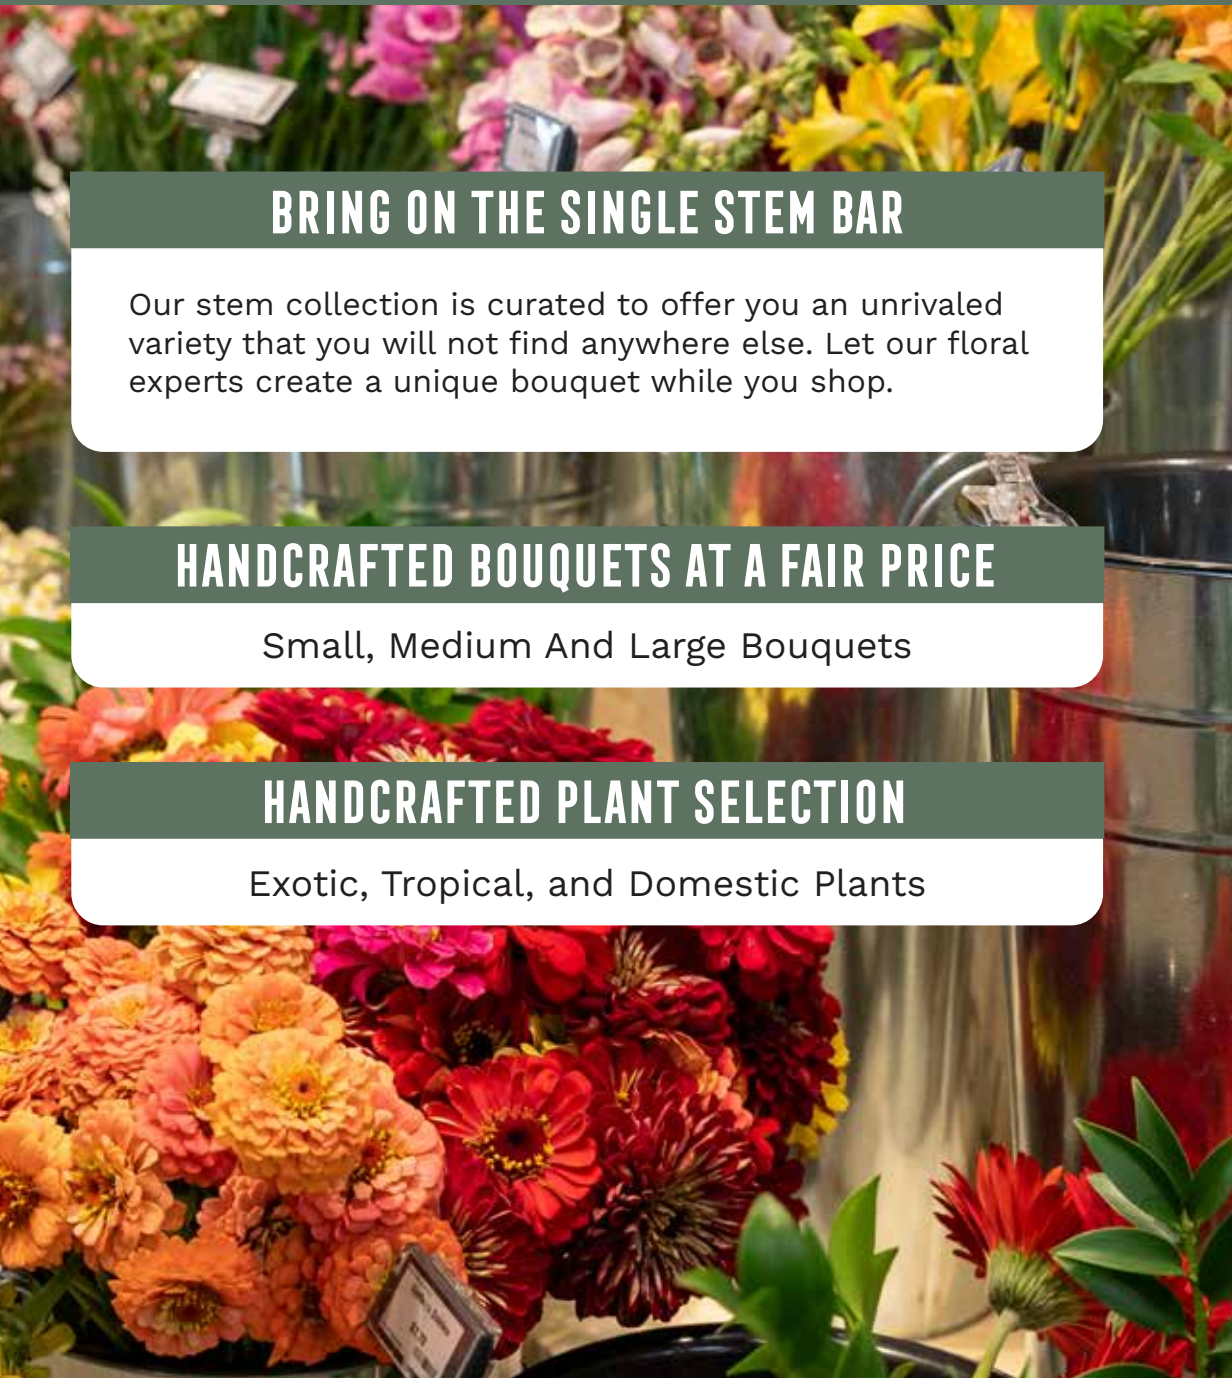 BRING ON THE SINGLE STEM BAR
Our stem collection is curated to offer you an unrivaled
variety that you will not find anywhere else. Let our floral
experts create a unique bouquet while you shop.
HANDCRAFTED BOUQUETS AT A FAIR PRICE
Small, Medium And Large Bouquets
HANDCRAFTED PLANT SELECTION
Exotic, Tropical, and Domestic Plants